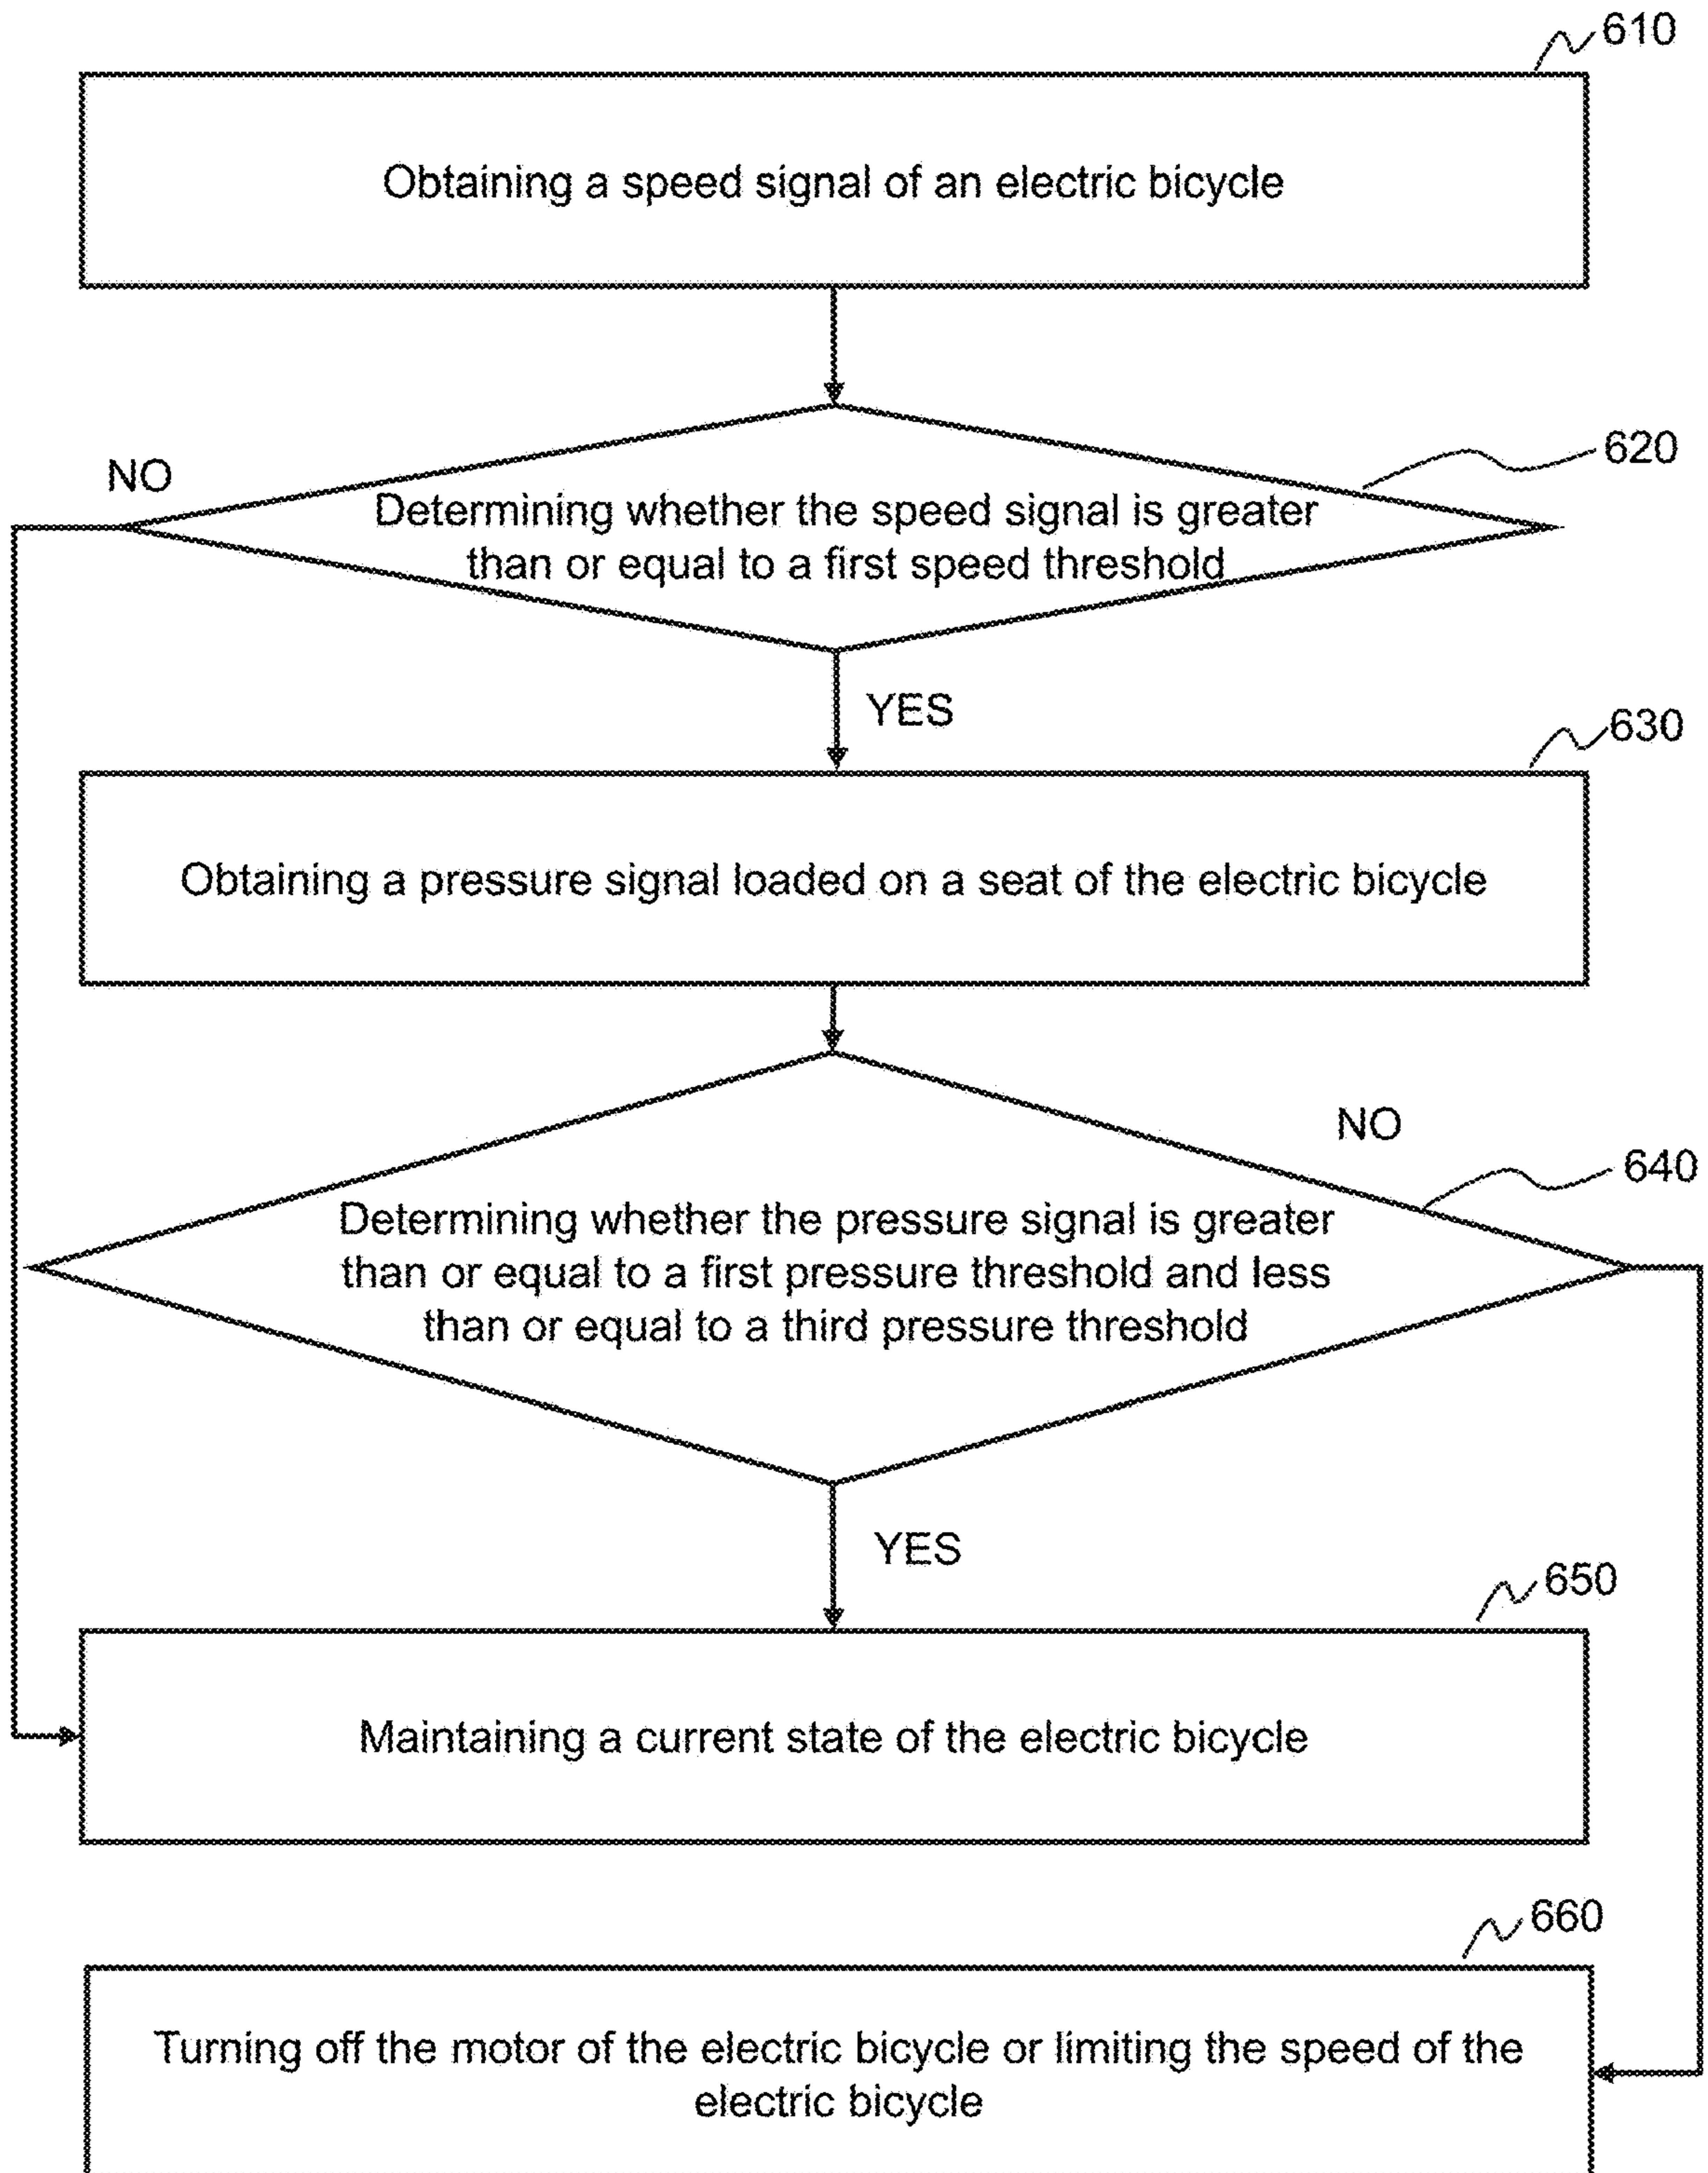 610
Obtaining a speed signal of an electric bicycle
NO
620
Determining whether the speed signal is greater
than or equal to a first speed threshold
YES
630
Obtaining a pressure signal loaded on a seat of the electric bicycle
NO
640
Determining whether the pressure signal is greater
than or equal to a first pressure threshold and less
than or equal to a third pressure threshold
YES
650
Maintaining a current state of the electric bicycle
660
Turning off the motor of the electric bicycle or limiting the speed of the
electric bicycle